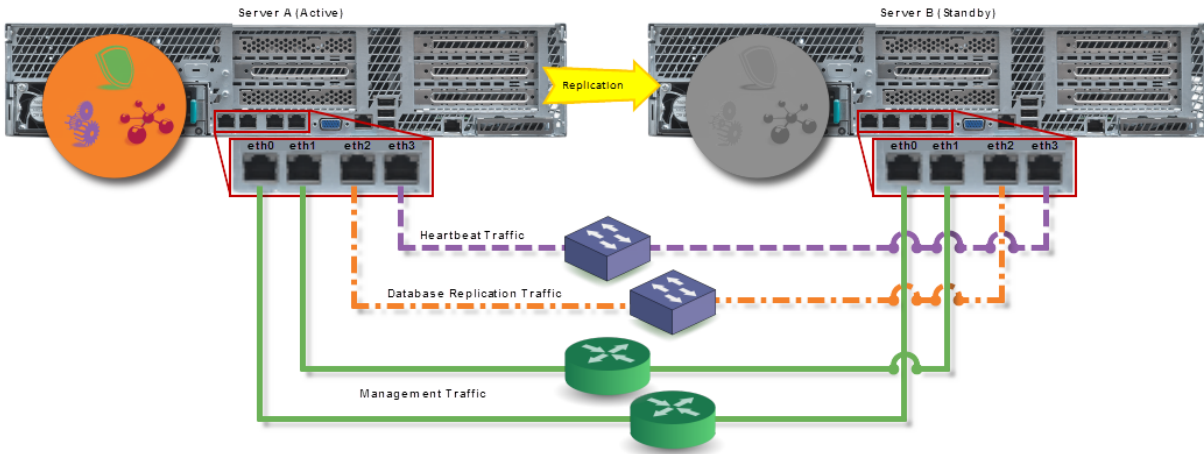 Server A (Active)
Server B (Standby)
Replication
eth0 eth1 eth2 eth3
eth0 eth1 eth2 eth3
Heartbeat Traffic
Database Replication Traffic
Management Traffic